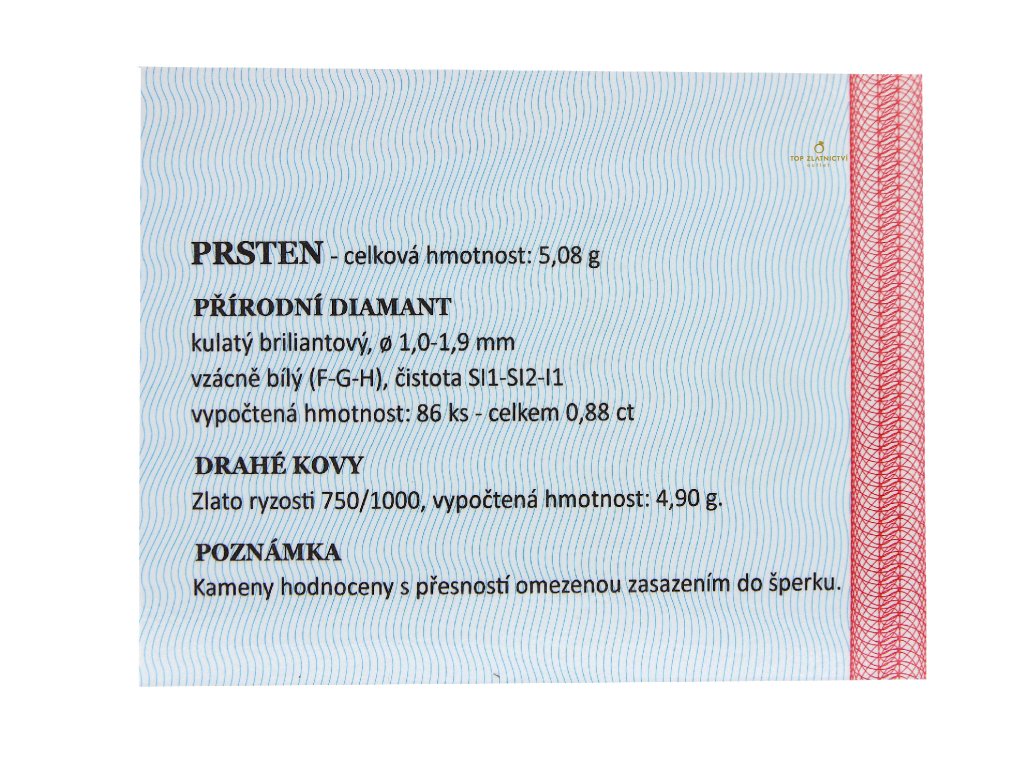 TOP ZLATNICTVÍ
OUTLET
PRSTEN - celková hmotnost: 5,08 g
PŘÍRODNÍ DIAMANT
kulatý briliantový, ø 1,0-1,9 mm
vzácně bílý (F-G-H), čistota SI1-SI2-I1
vypočtená hmotnost: 86 ks - celkem 0,88 ct
DRAHÉ KOVY
Zlato ryzosti 750/1000, vypočtená hmotnost: 4,90 g.
POZNÁMKA
Kameny hodnoceny s přesností omezenou zasazením do šperku.